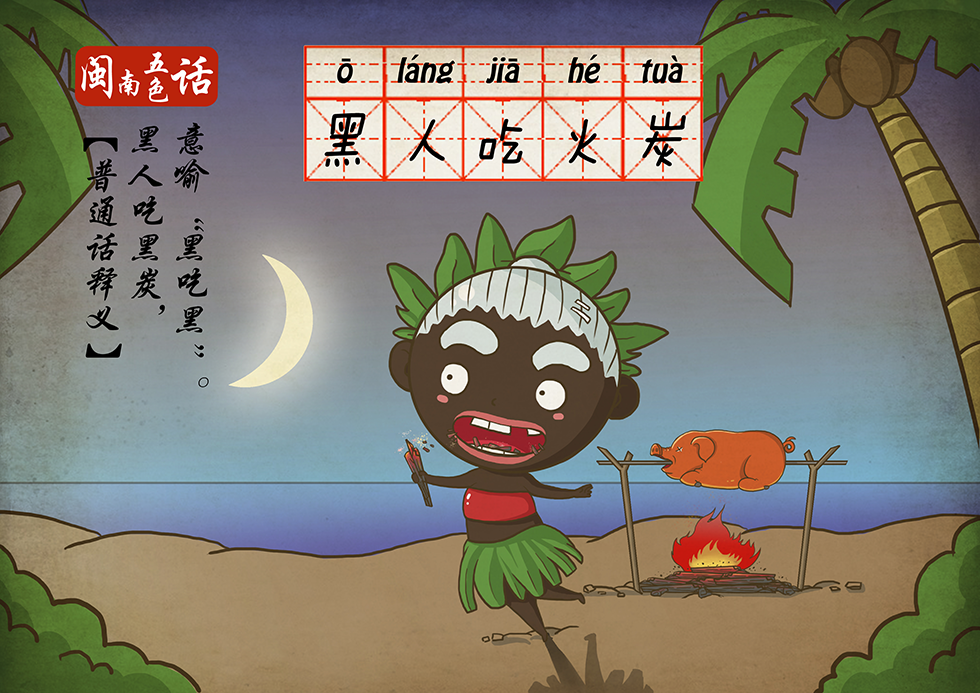 闽南五色话
ō láng jiā hé tuà
黑人吃火炭
【普通话释义】
黑人吃黑炭，
意喻“黑吃黑”。